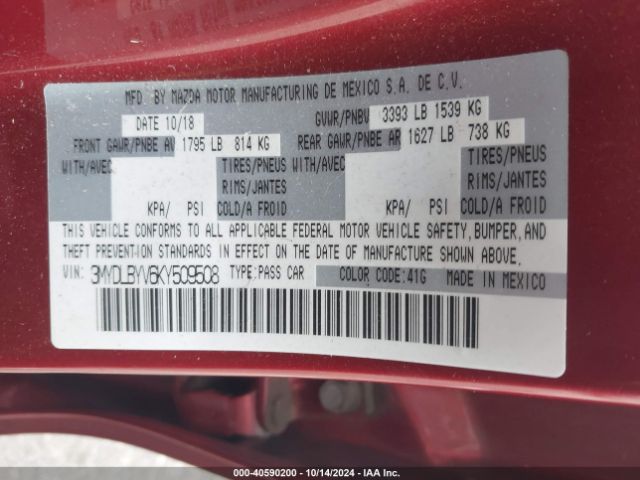 MFD BY MAZDA MOTOR MANUFACTURING DE MEXICO S.A. DE C.V.
DATE 10/18 GVWR/PNBV 3393 LB 1539 KG
FRONT GAWR/PNBE AV 1795 LB 814 KG REAR GAWR/PNBE AR 1627 LB 738 KG
WITH/AVEC TIRES/PNEUS WITH/AVEC TIRES/PNEUS
RIMS/JANTES RIMS/JANTES
KPA/ PSI COLD/A FROID KPA/ PSI COLD/A FROID
THIS VEHICLE CONFORMS TO ALL APPLICABLE FEDERAL MOTOR VEHICLE SAFETY, BUMPER, AND
THEFT PREVENTION STANDARDS IN EFFECT ON THE DATE OF MANUFACTURE SHOWN ABOVE.
VIN: 3MYDLBYV6KY509508 TYPE:PASS CAR COLOR CODE:41G MADE IN MEXICO
000-40590200 - 10/14/2024 - IAA Inc.